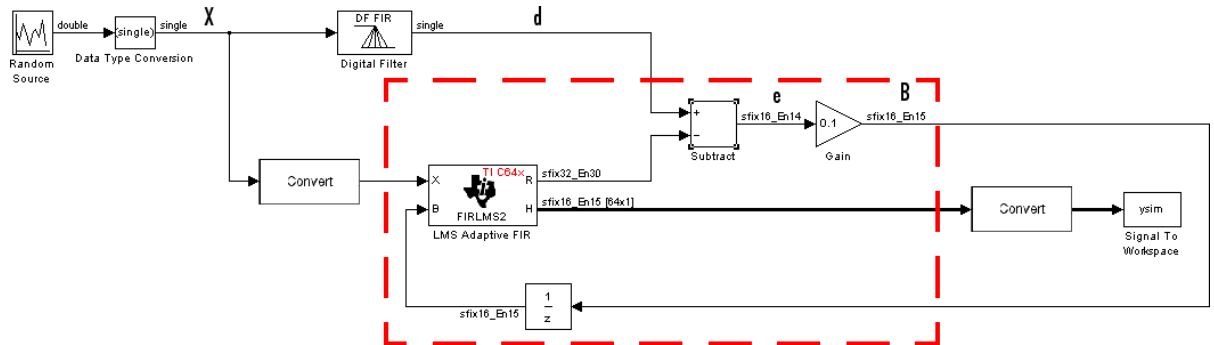 X
d
double
single
DF FIR
single
(single)
Random
Source
Data Type Conversion
Digital Filter
e
B
+
sfix16_En14
0.1
sfix16_En15
−
Subtract
Gain
Convert
TI C64x
X
R
sfix32_En30
B
H
sfix16_En15 [64x1]
FIRLMS2
LMS Adaptive FIR
Convert
ysim
Signal To
Workspace
sfix16_En15
1
z